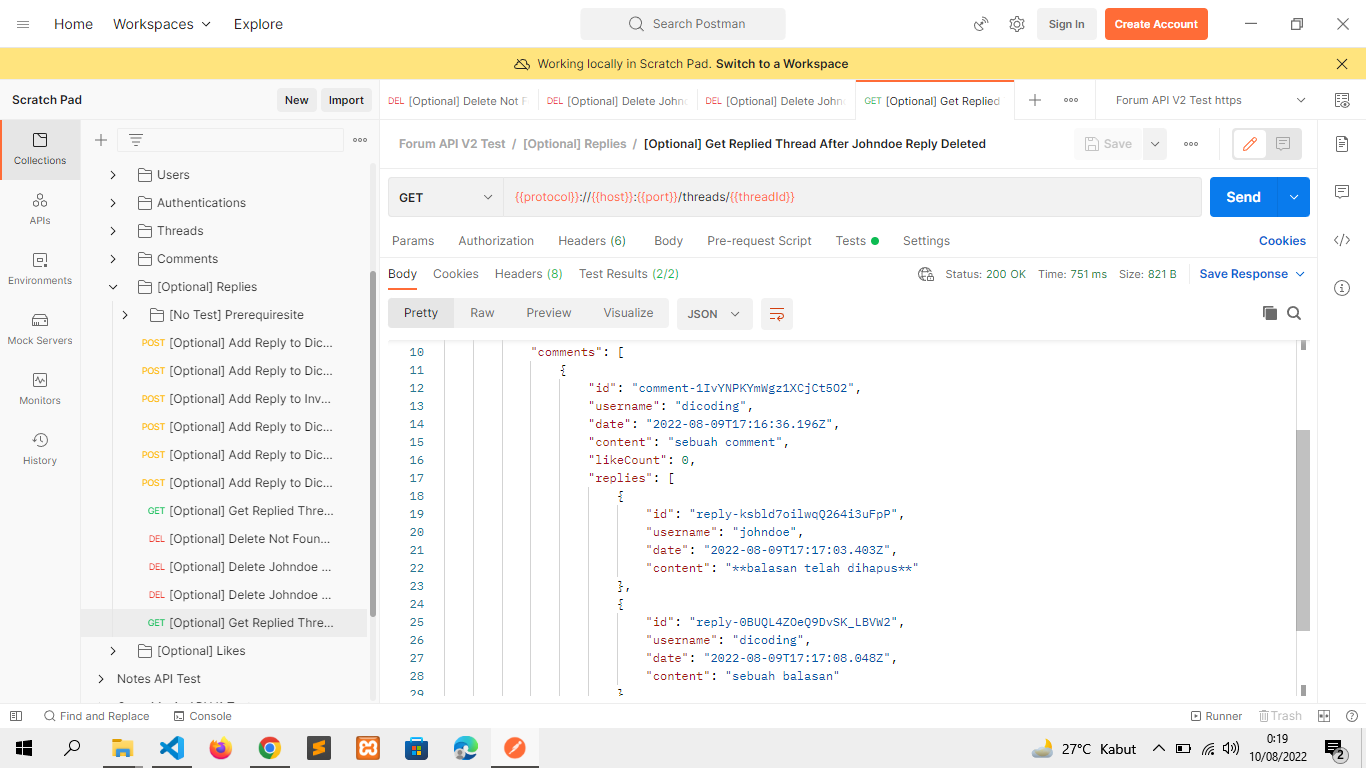 Home Workspaces Explore Search Postman Sign In Create Account
Working locally in Scratch Pad. Switch to a Workspace
Scratch Pad New Import
DEL [Optional] Delete Not F DEL [Optional] Delete John DEL [Optional] Delete John GET [Optional] Get Replied Forum API V2 Test https
Collections
APIs
Environments
Mock Servers
Monitors
History
Users
Authentications
Threads
Comments
[Optional] Replies
[No Test] Prerequiresite
POST [Optional] Add Reply to Dic...
POST [Optional] Add Reply to Dic...
POST [Optional] Add Reply to Inv...
POST [Optional] Add Reply to Dic...
POST [Optional] Add Reply to Dic...
POST [Optional] Add Reply to Dic...
GET [Optional] Get Replied Thre...
DEL [Optional] Delete Not Foun...
DEL [Optional] Delete Johndoe ...
DEL [Optional] Delete Johndoe ...
GET [Optional] Get Replied Thre...
[Optional] Likes
Notes API Test
Forum API V2 Test / [Optional] Replies / [Optional] Get Replied Thread After Johndoe Reply Deleted Save
GET {{protocol}}://{{host}}:{{port}}/threads/{{threadId}} Send
Params Authorization Headers (6) Body Pre-request Script Tests Settings Cookies
Body Cookies Headers (8) Test Results (2/2) Status: 200 OK Time: 751 ms Size: 821 B Save Response
Pretty Raw Preview Visualize JSON
10 "comments": [
11 {
12 "id": "comment-1IvYNPKYmWgz1XCjCt5O2",
13 "username": "dicoding",
14 "date": "2022-08-09T17:16:36.196Z",
15 "content": "sebuah comment",
16 "likeCount": 0,
17 "replies": [
18 {
19 "id": "reply-ksbld7oilwqQ264i3uFpP",
20 "username": "johndoe",
21 "date": "2022-08-09T17:17:03.403Z",
22 "content": "**balasan telah dihapus**"
23 },
24 {
25 "id": "reply-0BUQL4ZOeQ9DvSK_LBVW2",
26 "username": "dicoding",
27 "date": "2022-08-09T17:17:08.048Z",
28 "content": "sebuah balasan"
29 }
Find and Replace Console Runner Trash
27°C Kabut 0:19
10/08/2022 2